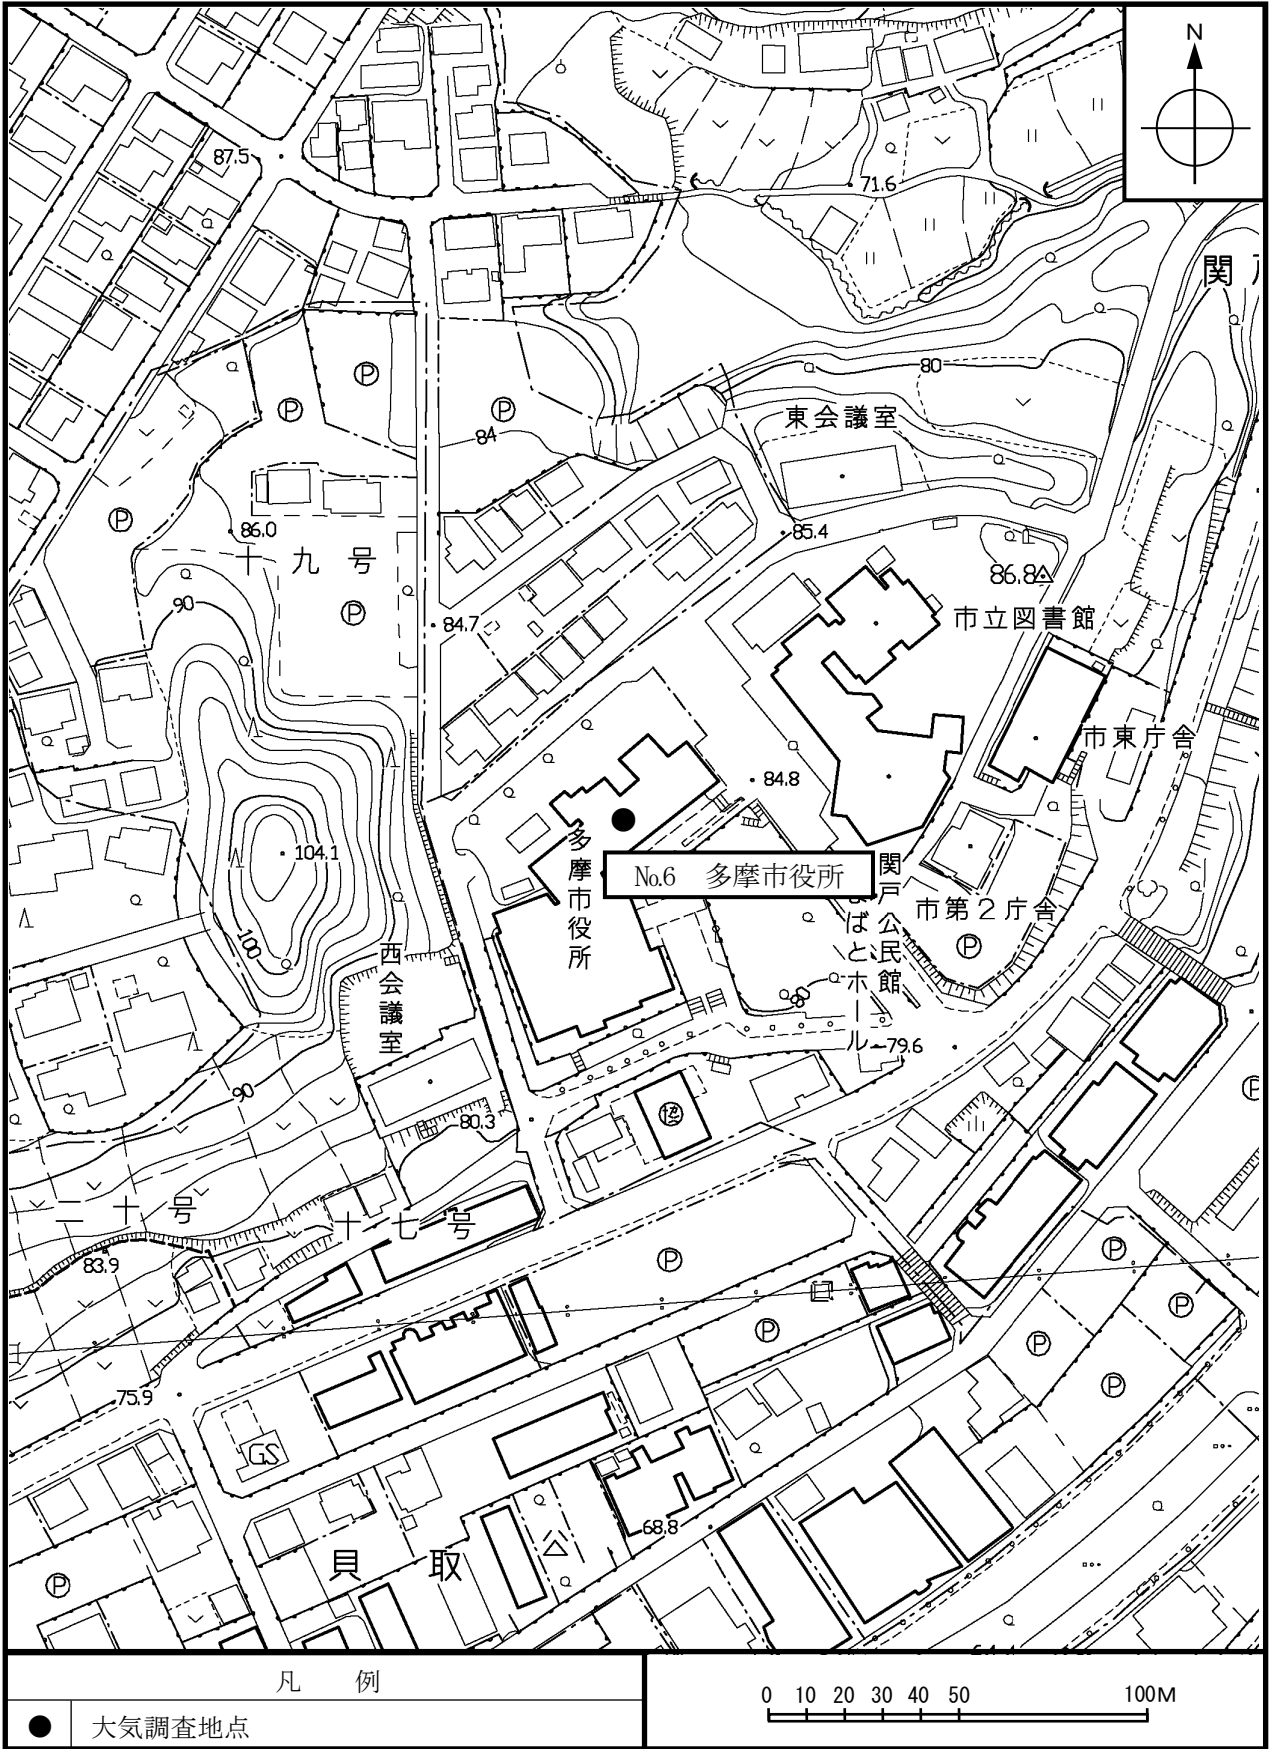 N
87.5
71.6
関戸
80
東会議室
P
P
84
P
P
86.0
十九号
85.4
86.8
市立図書館
90
P
84.7
市東庁舎
84.8
104.1
多摩市役所
No.6 多摩市役所
関戸公民館
ばとホール
市第2庁舎
P
100
西会議室
79.6
90
P
80.3
二十号
十七号
83.9
P
P
P
P
P
75.9
P
GS
68.8
貝取
P
凡 例
● 大気調査地点
0 10 20 30 40 50 100M